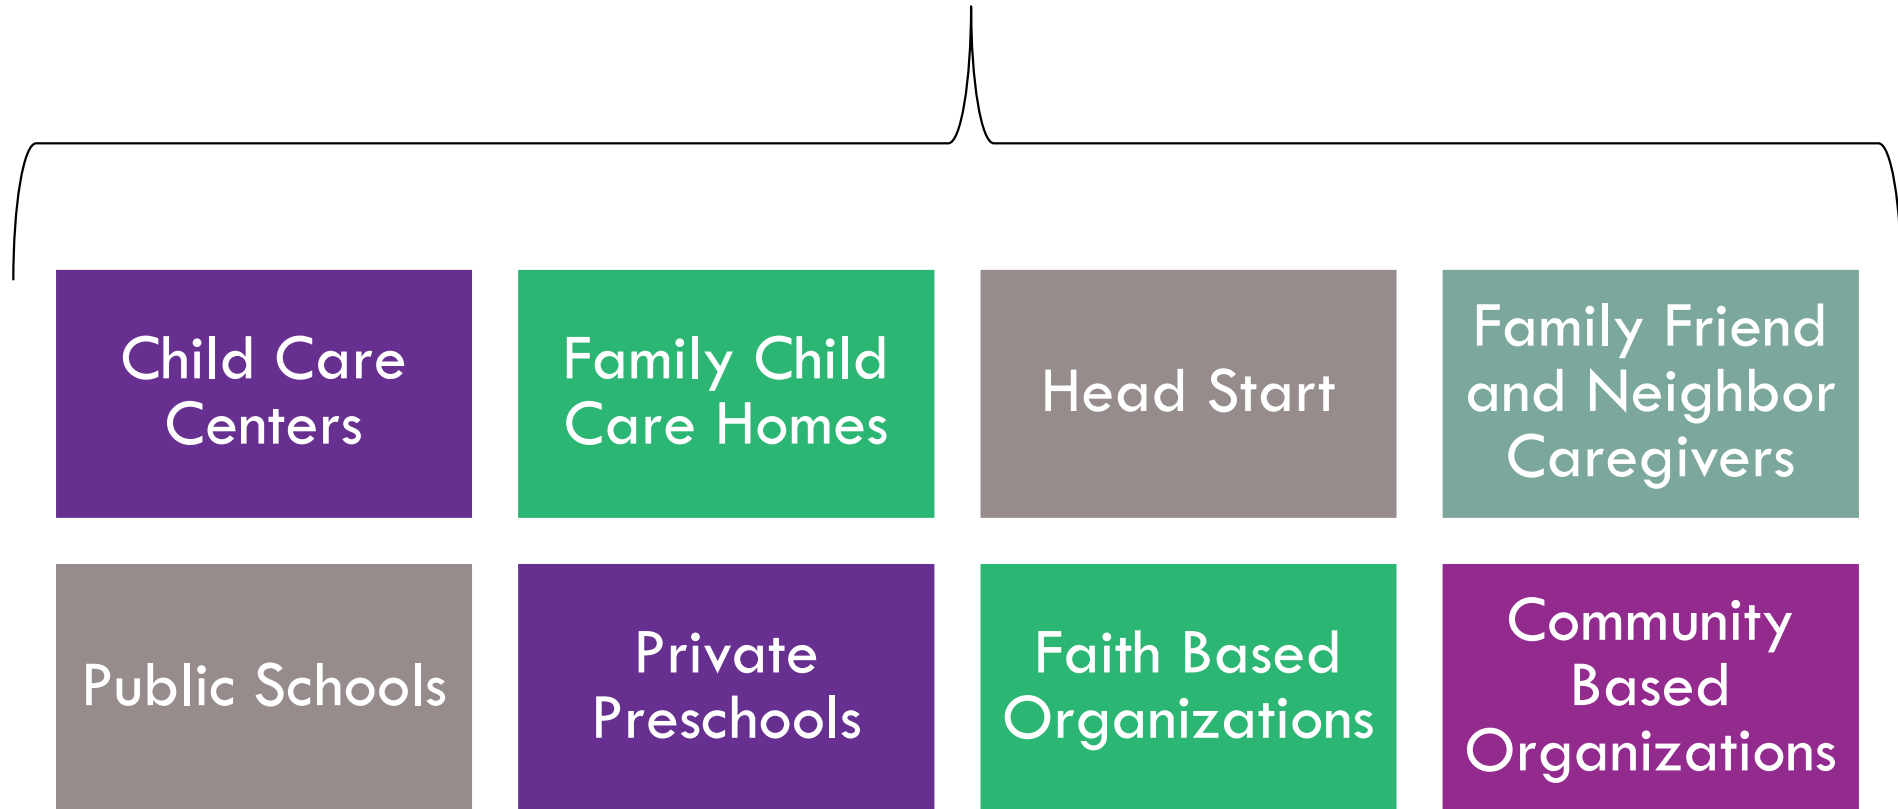 Child Care
Centers
Family Child
Care Homes
Head Start
Family Friend
and Neighbor
Caregivers
Public Schools
Private
Preschools
Faith Based
Organizations
Community
Based
Organizations